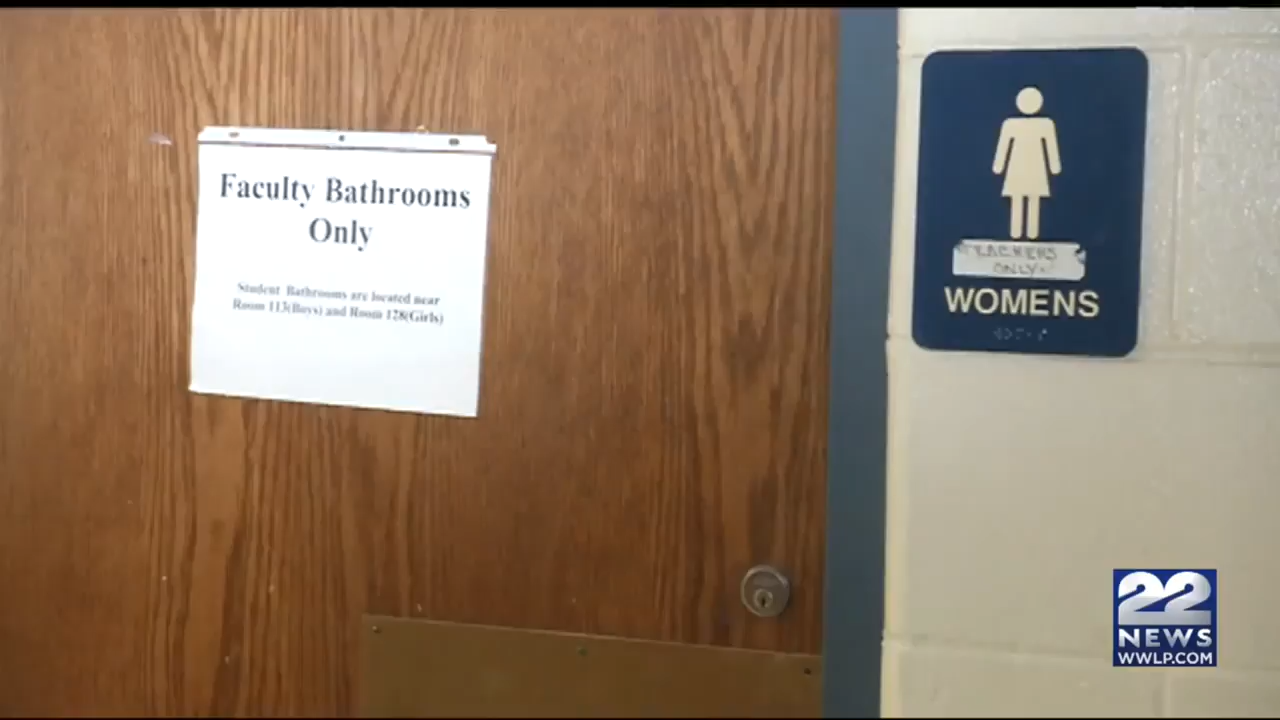 Faculty Bathrooms
Only
Student Bathrooms are located near
Room 113(Boys) and Room 128(Girls)
TEACHERS
ONLY
WOMENS
22
NEWS
WWLP.COM